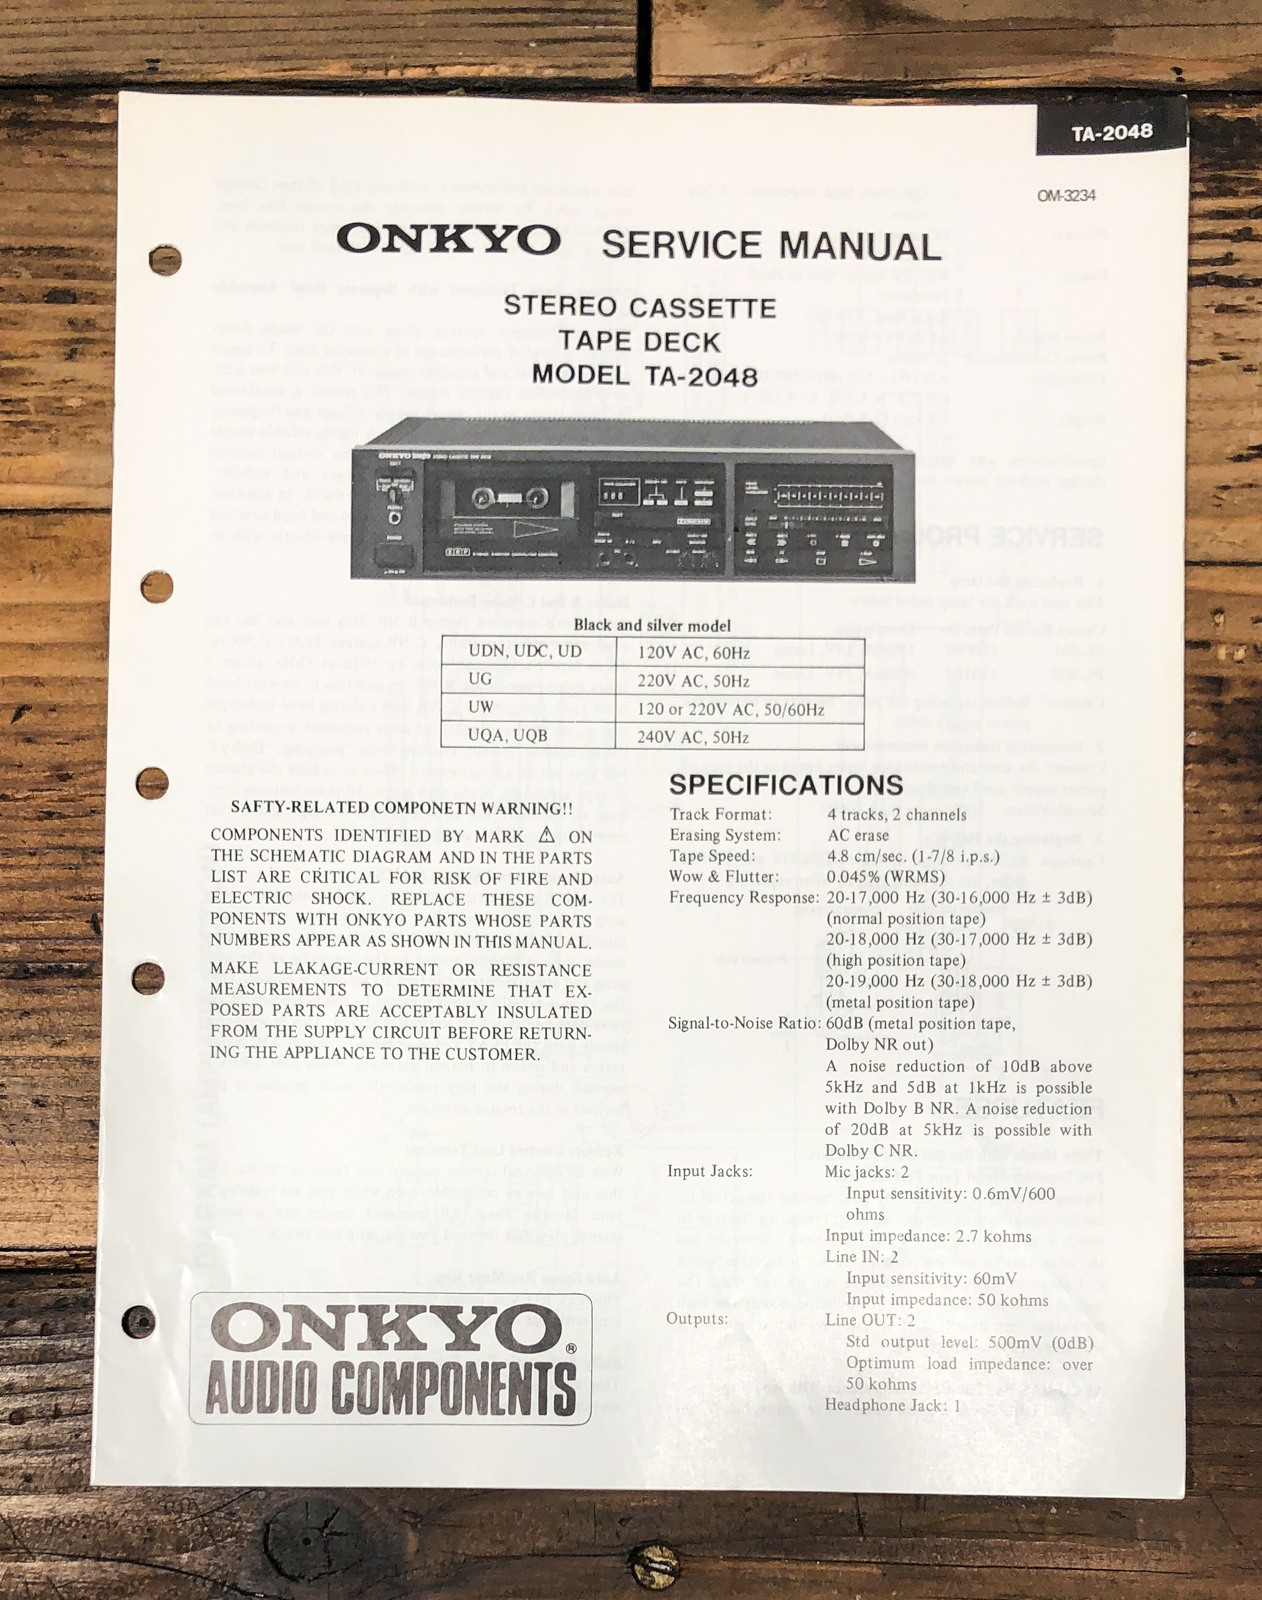 TA-2048
OM-3234
ONKYO SERVICE MANUAL
STEREO CASSETTE
TAPE DECK
MODEL TA-2048
ONKYO
Black and silver model
UDN, UDC, UD 120V AC, 60Hz
UG 220V AC, 50Hz
UW 120 or 220V AC, 50/60Hz
UQA, UQB 240V AC, 50Hz
SAFTY-RELATED COMPONETN WARNING!!
COMPONENTS IDENTIFIED BY MARK ⚠ ON
THE SCHEMATIC DIAGRAM AND IN THE PARTS
LIST ARE CRITICAL FOR RISK OF FIRE AND
ELECTRIC SHOCK. REPLACE THESE COM-
PONENTS WITH ONKYO PARTS WHOSE PARTS
NUMBERS APPEAR AS SHOWN IN THIS MANUAL.
MAKE LEAKAGE-CURRENT OR RESISTANCE
MEASUREMENTS TO DETERMINE THAT EX-
POSED PARTS ARE ACCEPTABLY INSULATED
FROM THE SUPPLY CIRCUIT BEFORE RETURN-
ING THE APPLIANCE TO THE CUSTOMER.
ONKYO®
AUDIO COMPONENTS
SPECIFICATIONS
Track Format: 4 tracks, 2 channels
Erasing System: AC erase
Tape Speed: 4.8 cm/sec. (1-7/8 i.p.s.)
Wow & Flutter: 0.045% (WRMS)
Frequency Response: 20-17,000 Hz (30-16,000 Hz ± 3dB)
(normal position tape)
20-18,000 Hz (30-17,000 Hz ± 3dB)
(high position tape)
20-19,000 Hz (30-18,000 Hz ± 3dB)
(metal position tape)
Signal-to-Noise Ratio: 60dB (metal position tape,
Dolby NR out)
A noise reduction of 10dB above
5kHz and 5dB at 1kHz is possible
with Dolby B NR. A noise reduction
of 20dB at 5kHz is possible with
Dolby C NR.
Input Jacks: Mic jacks: 2
Input sensitivity: 0.6mV/600
ohms
Input impedance: 2.7 kohms
Line IN: 2
Input sensitivity: 60mV
Input impedance: 50 kohms
Outputs: Line OUT: 2
Std output level: 500mV (0dB)
Optimum load impedance: over
50 kohms
Headphone Jack: 1